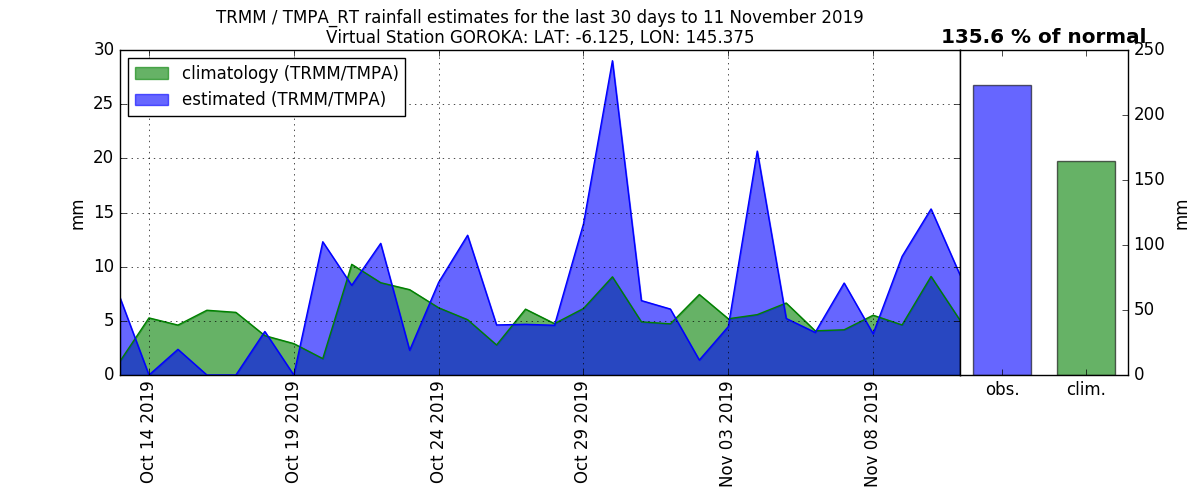 TRMM / TMPA_RT rainfall estimates for the last 30 days to 11 November 2019
Virtual Station GOROKA: LAT: -6.125, LON: 145.375
135.6 % of normal
climatology (TRMM/TMPA)
estimated (TRMM/TMPA)
30
25
20
15
10
5
0
mm
Oct 14 2019
Oct 19 2019
Oct 24 2019
Oct 29 2019
Nov 03 2019
Nov 08 2019
obs.
clim.
250
200
150
100
50
0
mm